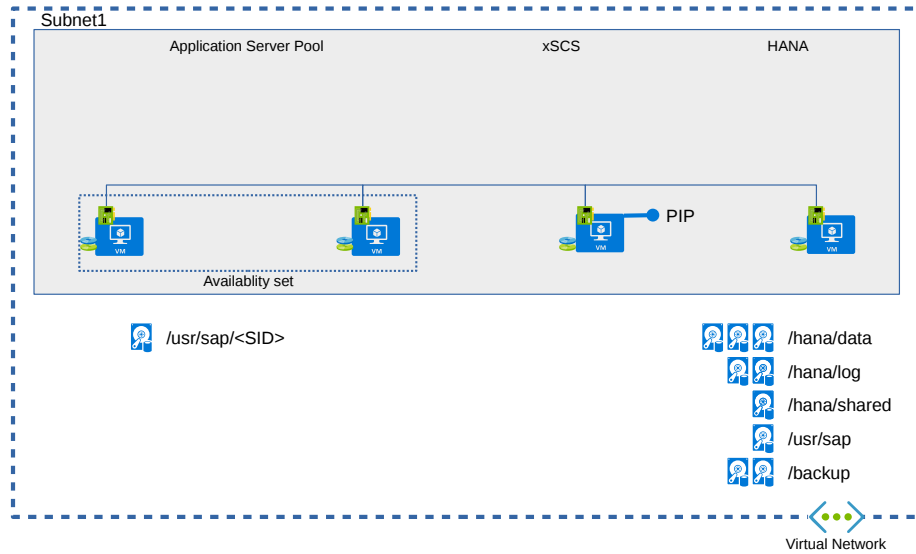 Subnet1
Application Server Pool
xSCS
HANA
PIP
VM
VM
VM
VM
Availablity set
/usr/sap/<SID>
/hana/data
/hana/log
/hana/shared
/usr/sap
/backup
Virtual Network